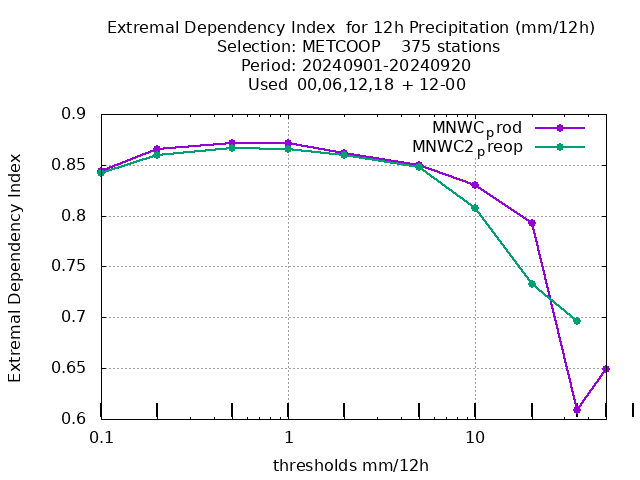 Extremal Dependency Index  for 12h Precipitation (mm/12h)
Selection: METCOOP    375 stations
Period: 20240901-20240920
Used 00,06,12,18 + 12-00
MNWCprod
MNWC2preop
Extremal Dependency Index
0.9
0.85
0.8
0.75
0.7
0.65
0.6
0.1
1
10
thresholds mm/12h